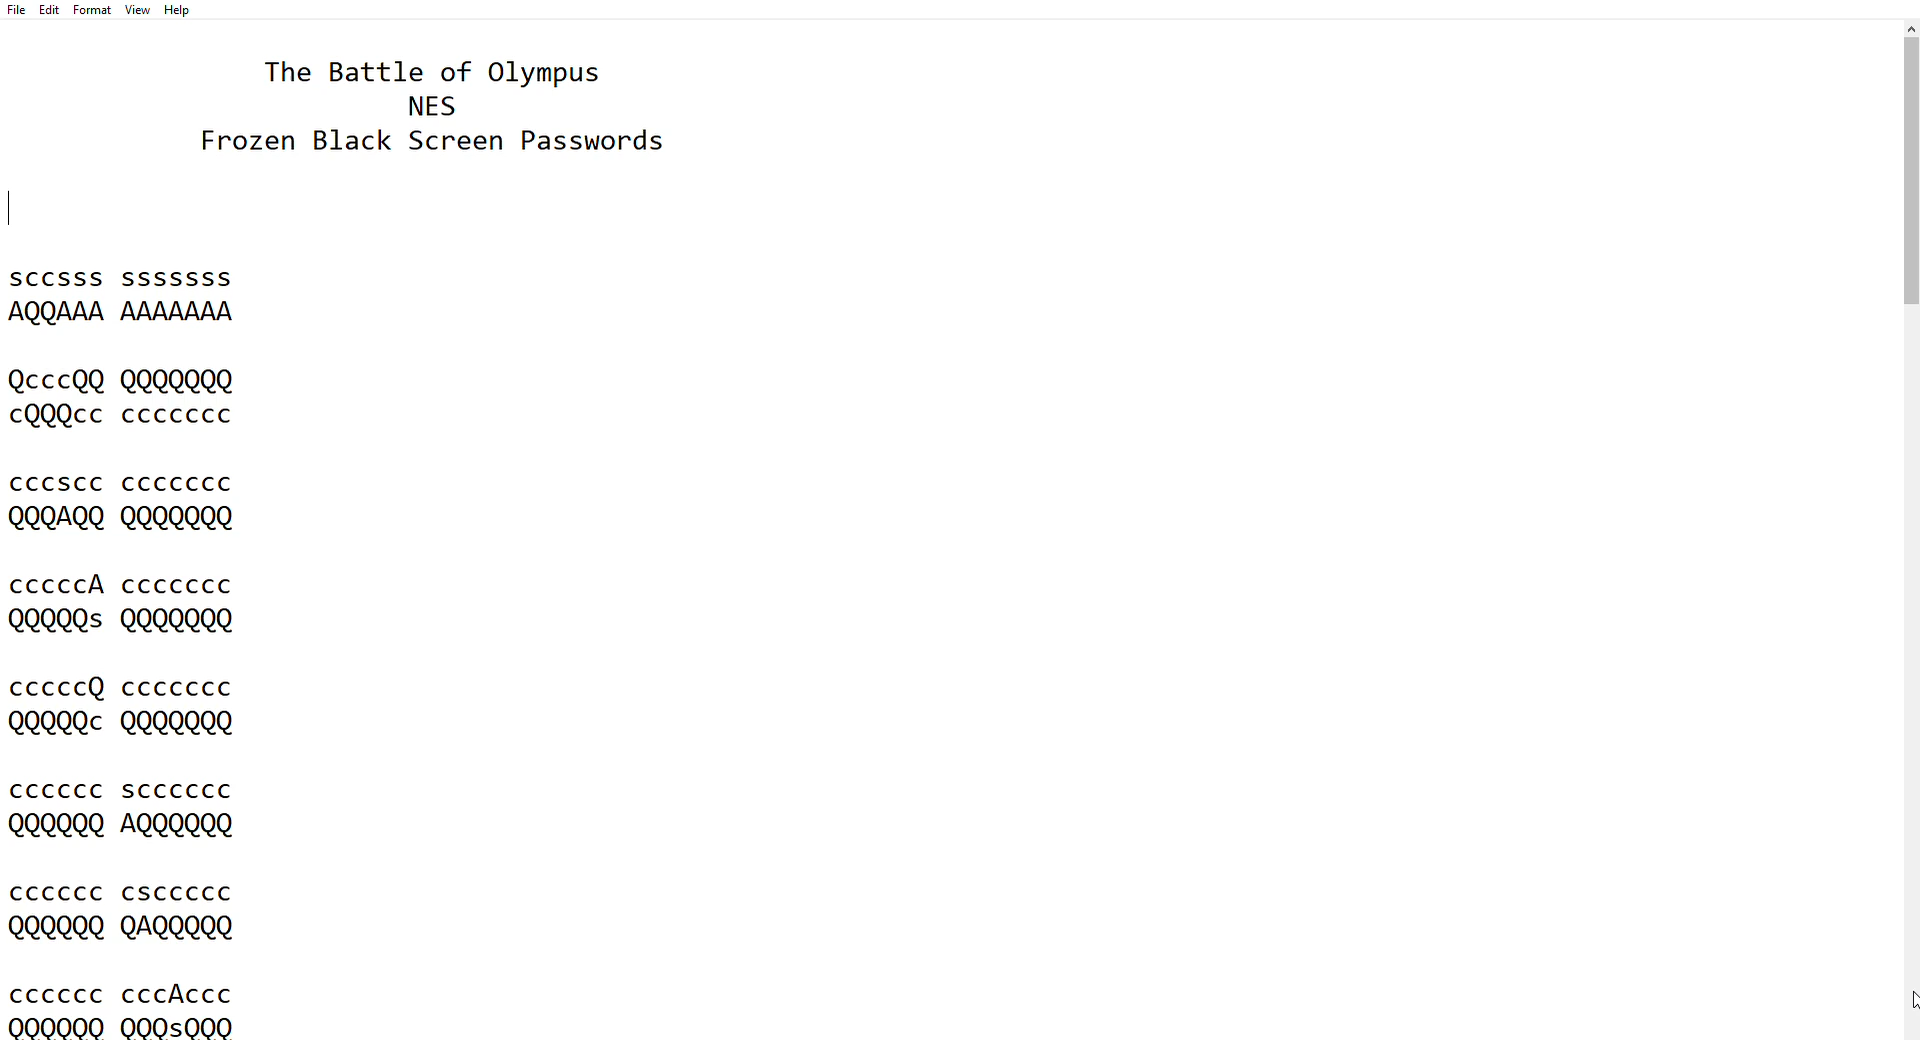 File Edit Format View Help
The Battle of Olympus
NES
Frozen Black Screen Passwords
sccsss sssssss
AQQAAA AAAAAAA
QcccQQ QQQQQQQ
cQQQcc ccccccc
cccscc ccccccc
QQQAQQ QQQQQQQ
cccccA ccccccc
QQQQQs QQQQQQQ
cccccQ ccccccc
QQQQQc QQQQQQQ
cccccc scccccc
QQQQQQ AQQQQQQ
cccccc csccccc
QQQQQQ QAQQQQQ
cccccc cccAccc
QQQQQQ QQQsQQQ